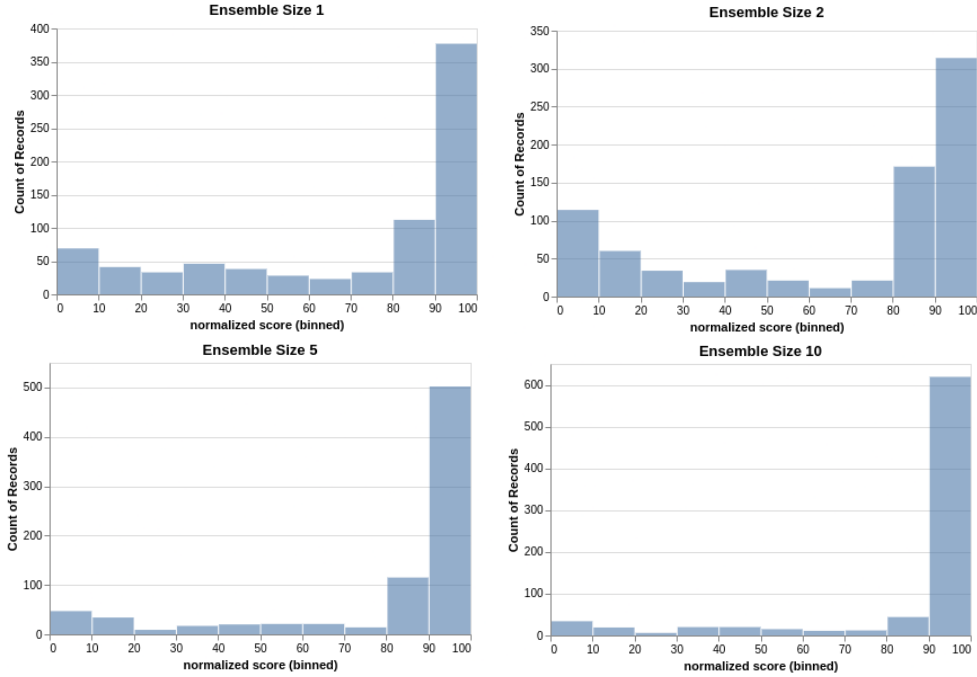 Ensemble Size 1
400
350
300
250
200
150
100
50
0
Count of Records
0 10 20 30 40 50 60 70 80 90 100
normalized score (binned)
Ensemble Size 2
350
300
250
200
150
100
50
0
Count of Records
0 10 20 30 40 50 60 70 80 90 100
normalized score (binned)
Ensemble Size 5
500
400
300
200
100
0
Count of Records
0 10 20 30 40 50 60 70 80 90 100
normalized score (binned)
Ensemble Size 10
600
500
400
300
200
100
0
Count of Records
0 10 20 30 40 50 60 70 80 90 100
normalized score (binned)